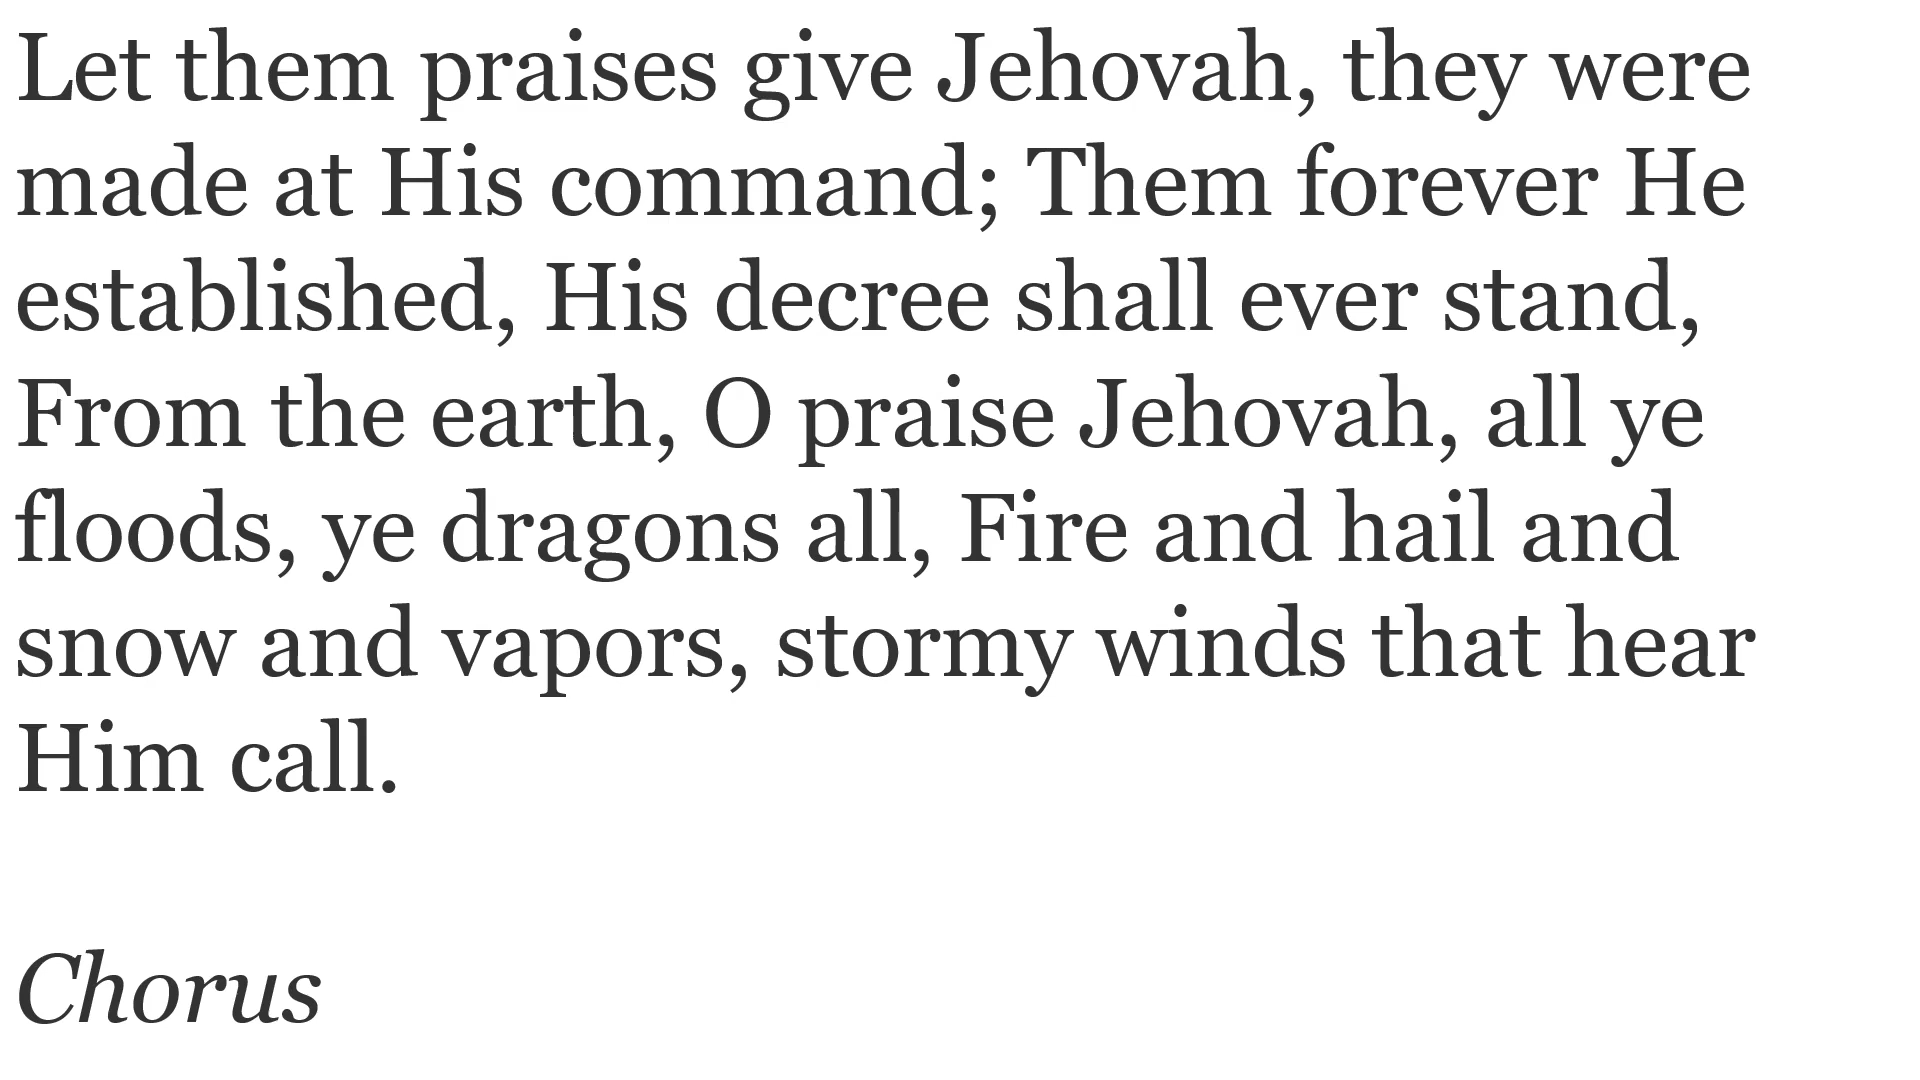 Let them praises give Jehovah, they were
made at His command; Them forever He
established, His decree shall ever stand,
From the earth, O praise Jehovah, all ye
floods, ye dragons all, Fire and hail and
snow and vapors, stormy winds that hear
Him call.
Chorus